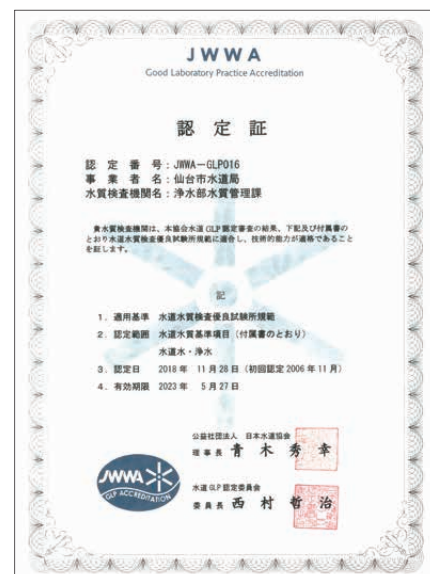 JWWA
Good Laboratory Practice Accreditation
認定証
認定番号：JWWA－GLP016
事業者名：仙台市水道局
水質検査機関名：浄水部水質管理課
貴水質検査機関は、本協会水道GLP認定審査の結果、下記及び付属書の
とおり水道水質検査優良試験所規範に適合し、技術的能力が適格であること
を証します。
記
1．適用基準 水道水質検査優良試験所規範
2．認定範囲 水道水質基準項目（付属書のとおり）
水道水・浄水
3．認定日 2018年 11月28日（初回認定2006年11月）
4．有効期限 2023年 5月27日
公益社団法人 日本水道協会
理事長 青木秀幸
水道GLP認定委員会
委員長 西村哲治
JWWA
GLP ACCREDITATION